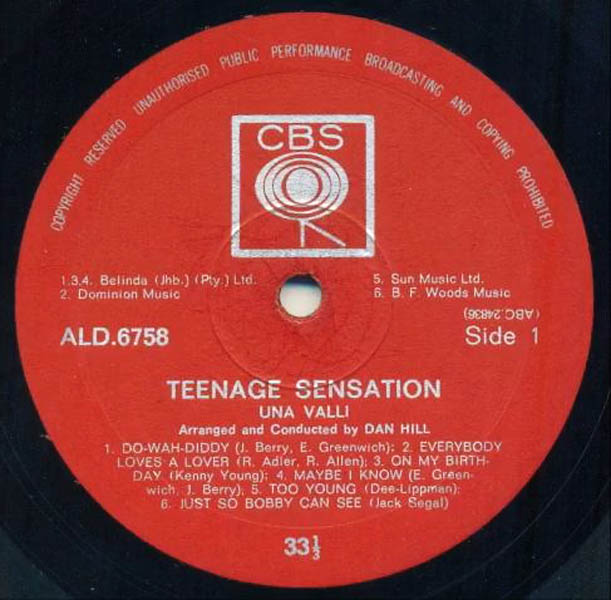 COPYRIGHT RESERVED UNAUTHORISED PUBLIC PERFORMANCE BROADCASTING AND COPYING PROHIBITED
CBS
1.3.4. Belinda (Jhb.) (Pty.) Ltd.
2. Dominion Music
5. Sun Music Ltd.
6. B. F. Woods Music
(ABC.24836)
ALD.6758
Side 1
TEENAGE SENSATION
UNA VALLI
Arranged and Conducted by DAN HILL
1. DO-WAH-DIDDY (J. Berry, E. Greenwich); 2. EVERYBODY
LOVES A LOVER (R. Adler, R. Allen); 3. ON MY BIRTH-
DAY (Kenny Young); 4. MAYBE I KNOW (E. Green-
wich, J. Berry); 5. TOO YOUNG (Dee-Lippman);
6. JUST SO BOBBY CAN SEE (Jack Segal)
33⅓